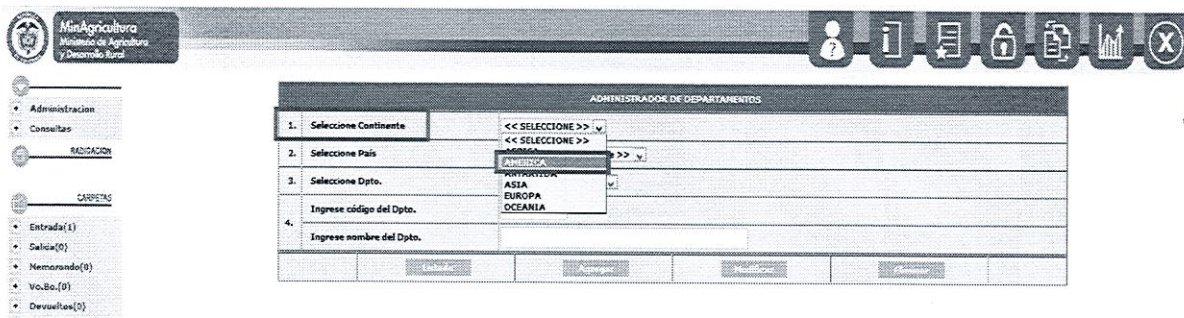 MinAgricultura
Ministerio de Agricultura
y Desarrollo Rural
?
i
X
Administracion
Consultas
RADICACION
CARPETAS
Entrada(1)
Salida(0)
Memorando(0)
Vo.Bo.(0)
Devueltos(0)
ADMINISTRADOR DE DEPARTAMENTOS
1. Seleccione Continente << SELECCIONE >>
<< SELECCIONE >>
AMERICA
ASIA
EUROPA
OCEANIA
2. Seleccione País >>
3. Seleccione Dpto.
4. Ingrese código del Dpto.
Ingrese nombre del Dpto.
Agregar
Modificar